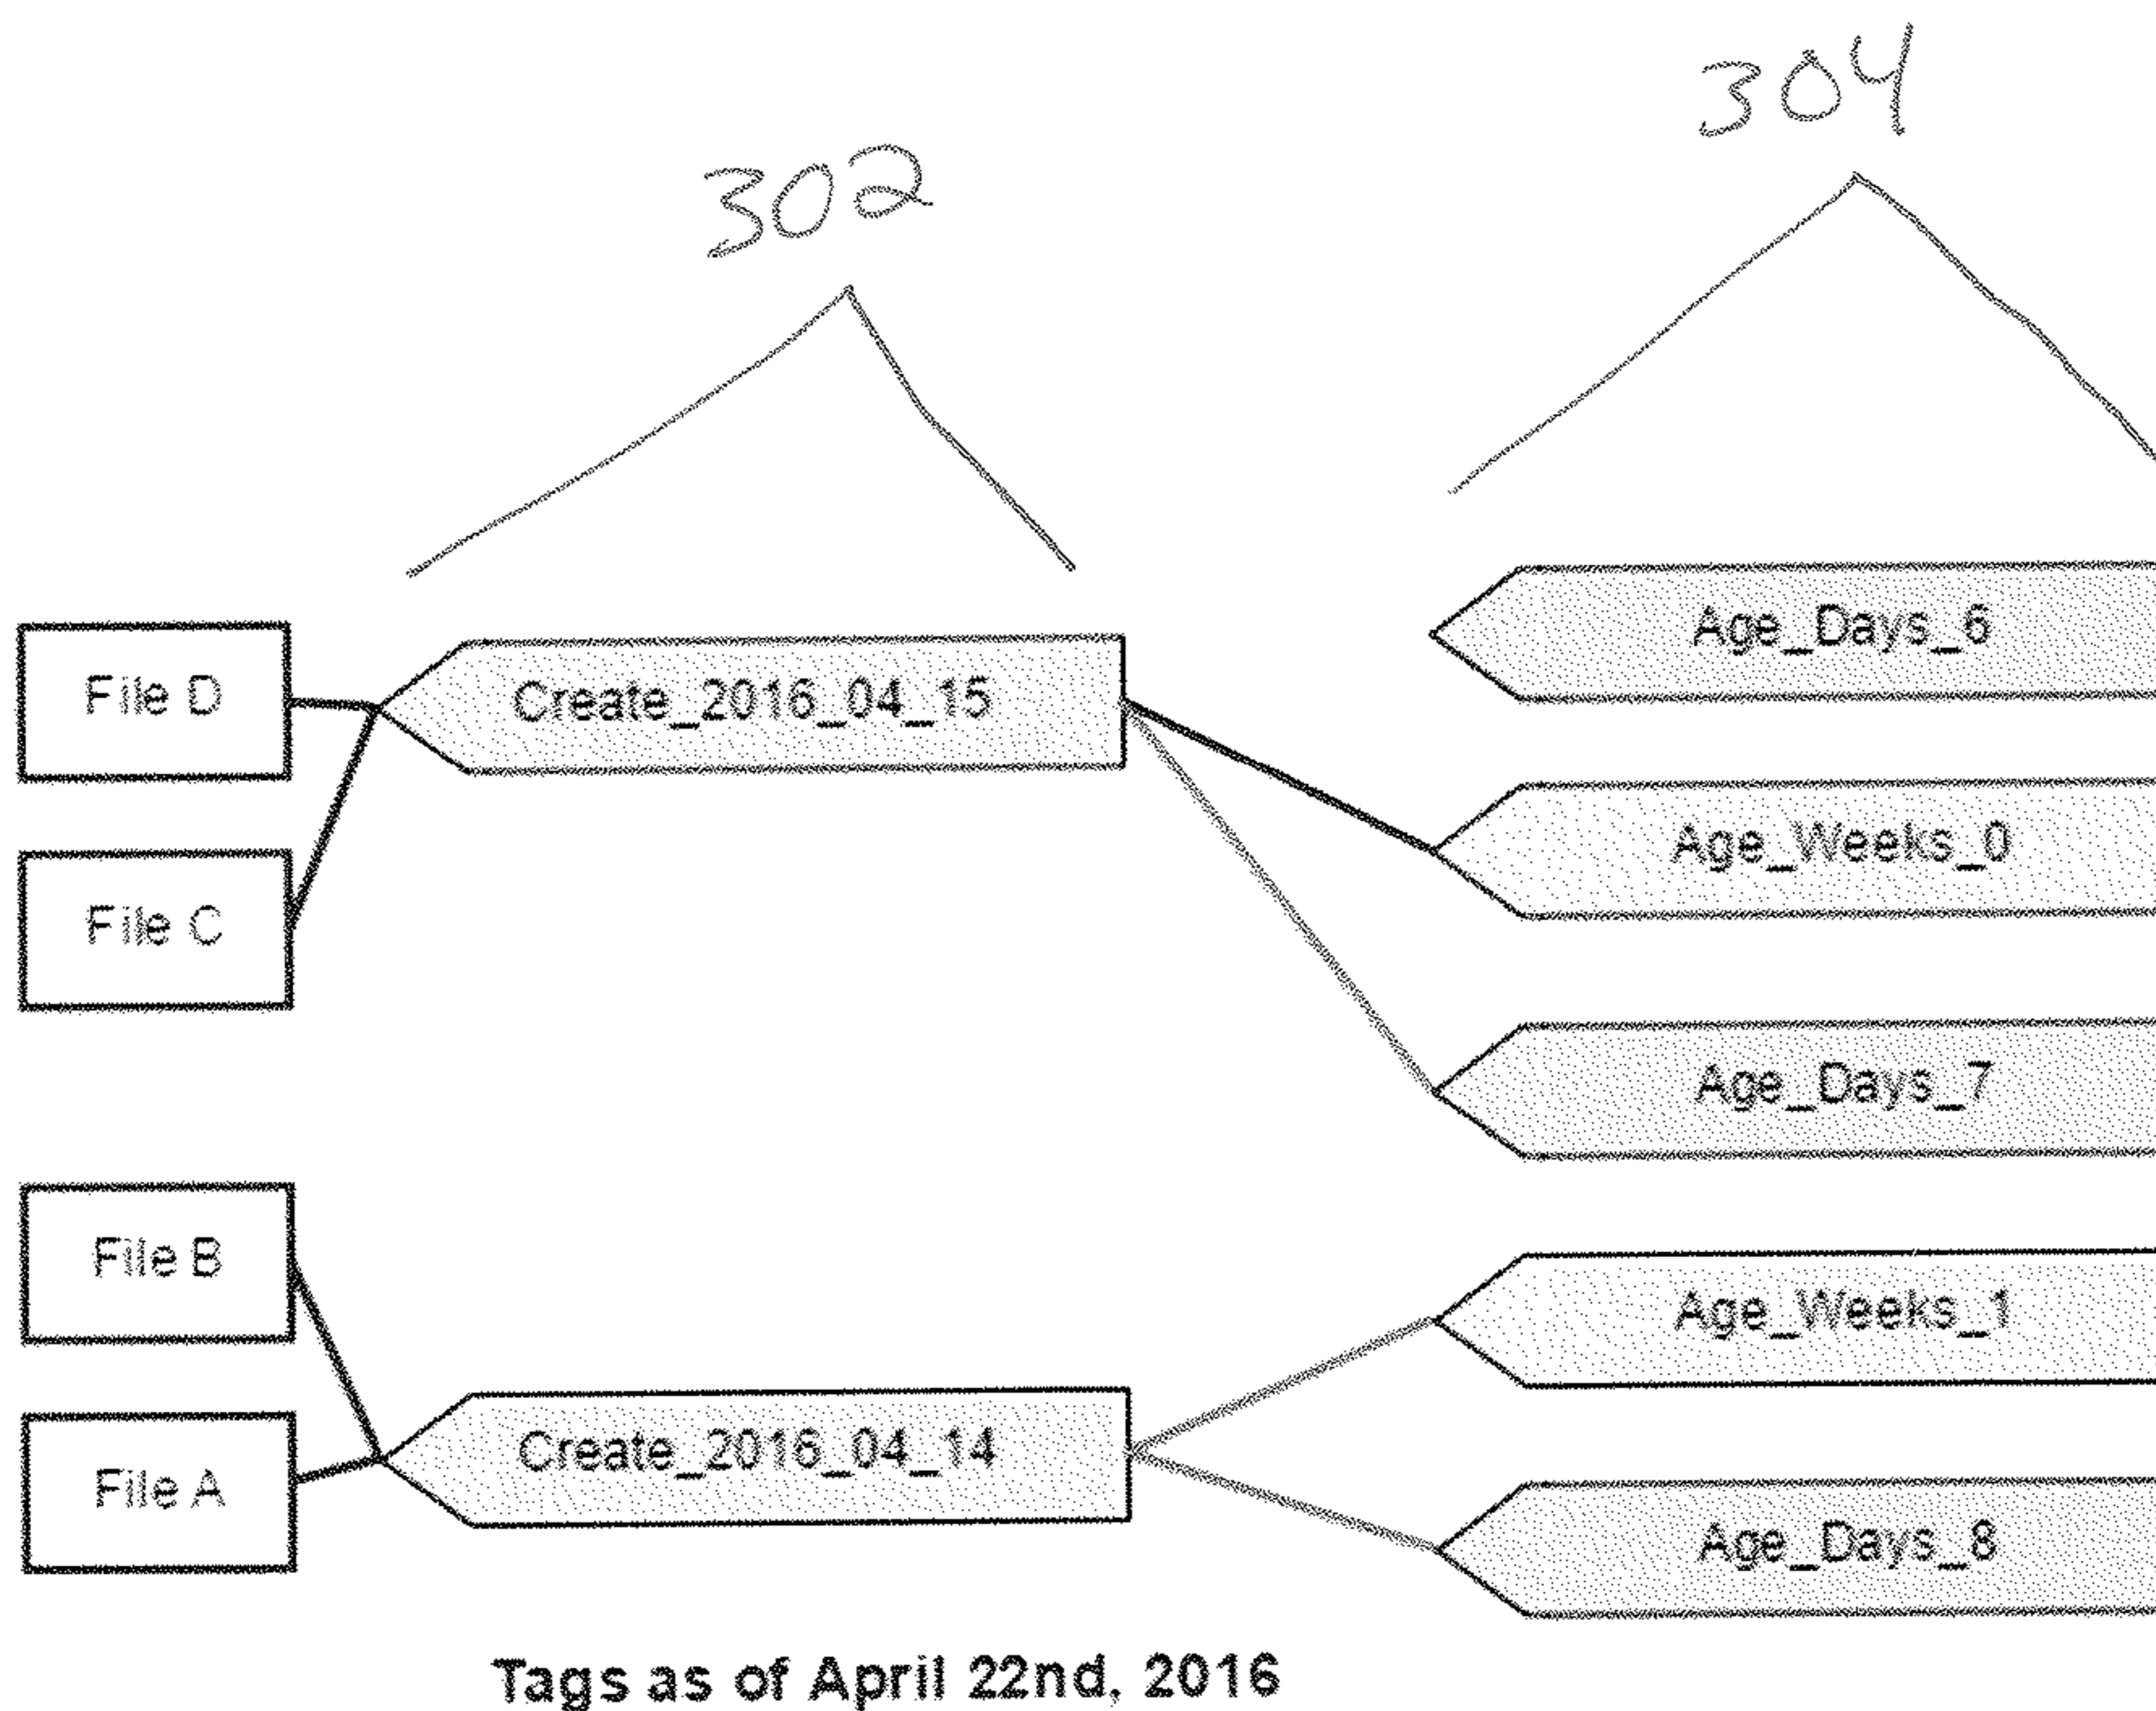 304
302
Age_Days_6
File D
Create_2016_04_15
Age_Weeks_0
File C
Age_Days_7
File B
Age_Weeks_1
Create_2016_04_14
File A
Age_Days_8
Tags as of April 22nd, 2016